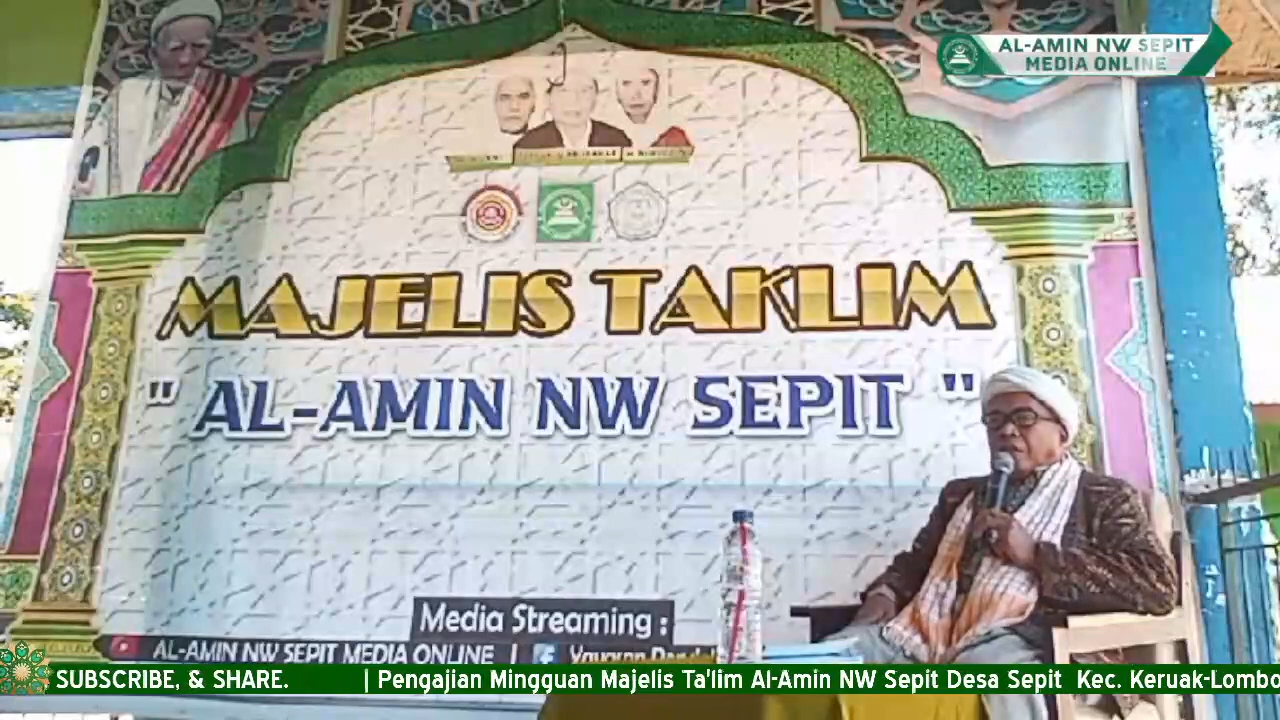 AL-AMIN NW SEPIT
MEDIA ONLINE
MAJELIS TAKLIM
" AL-AMIN NW SEPIT "
Media Streaming :
AL-AMIN NW SEPIT MEDIA ONLINE |
SUBSCRIBE, & SHARE. | Pengajian Mingguan Majelis Ta'lim Al-Amin NW Sepit Desa Sepit Kec. Keruak-Lombo